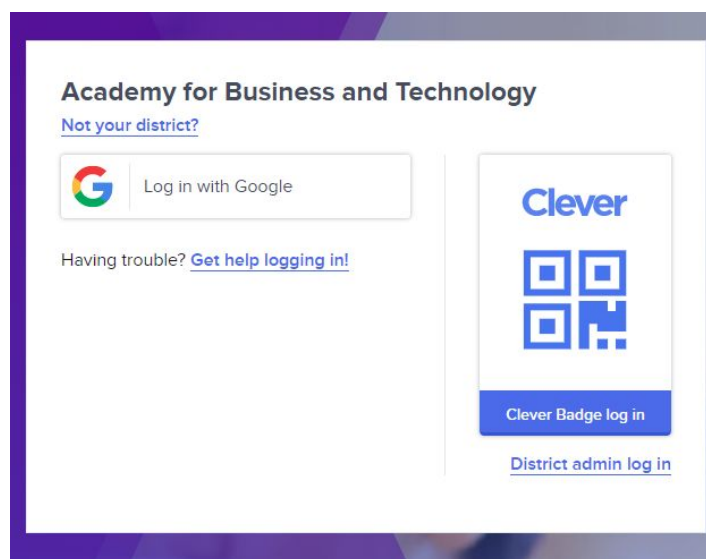 Academy for Business and Technology
Not your district?
Log in with Google
Having trouble? Get help logging in!
Clever
Clever Badge log in
District admin log in